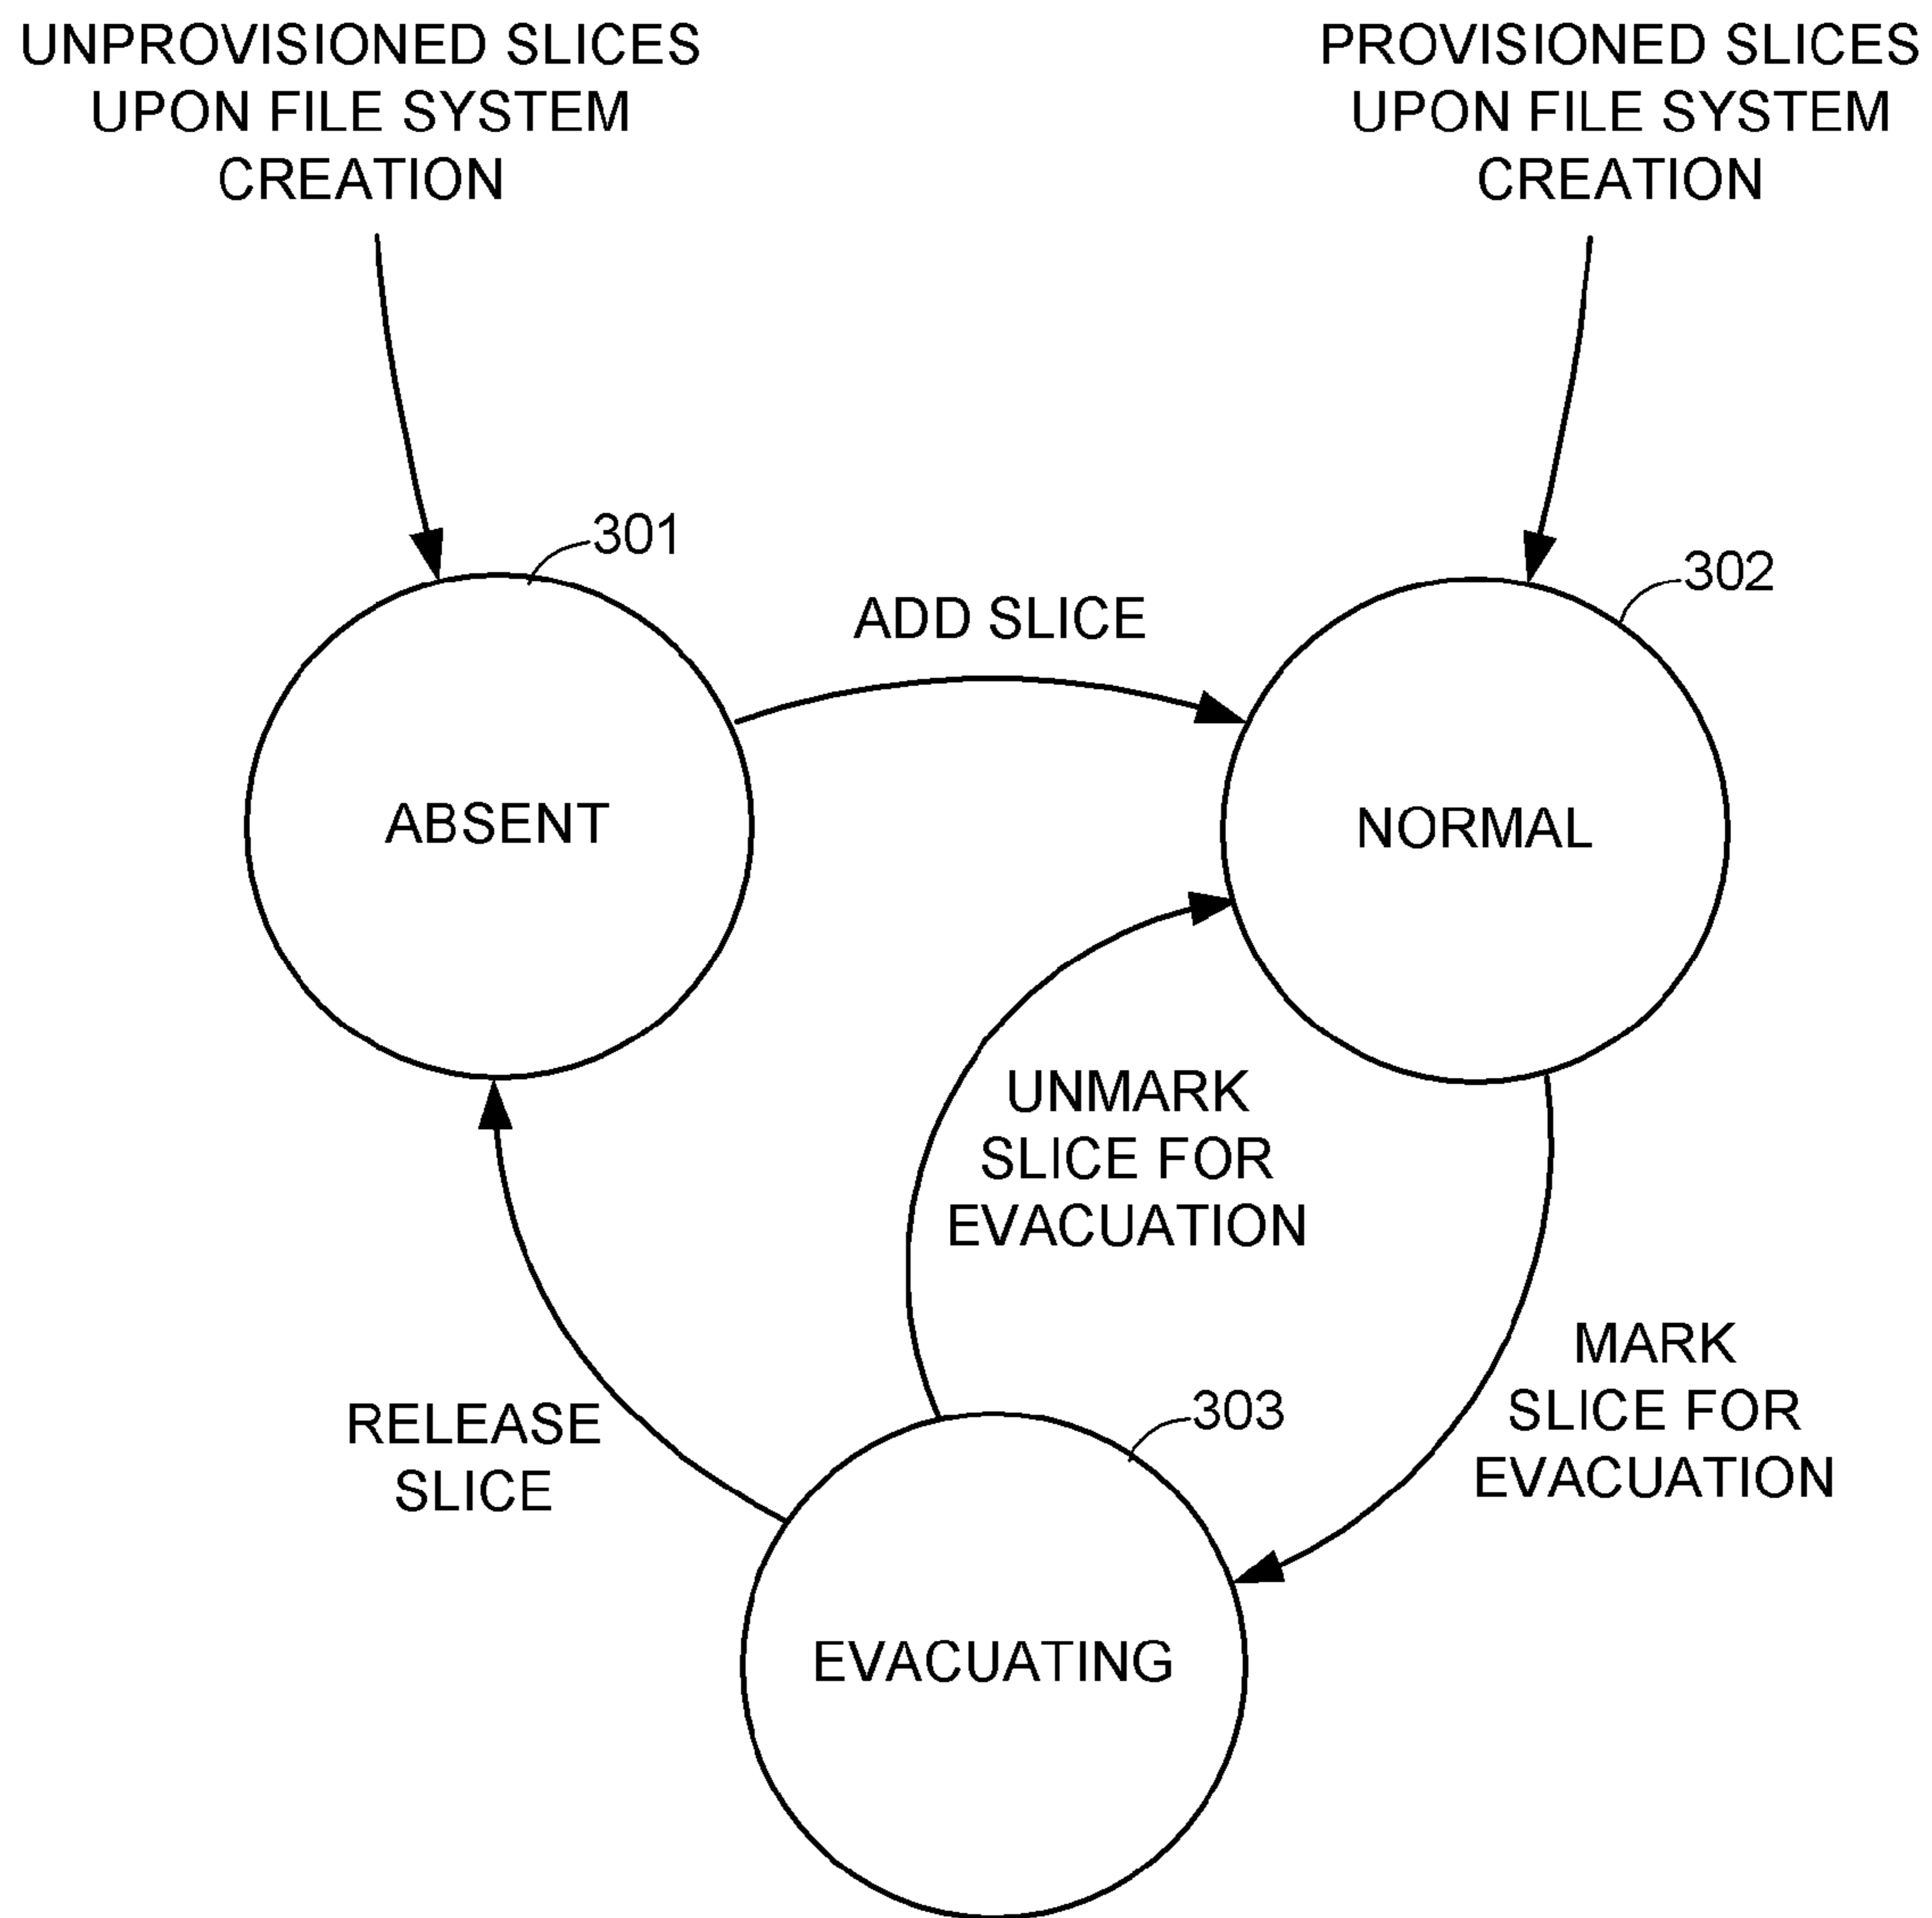 UNPROVISIONED SLICES
UPON FILE SYSTEM
CREATION
PROVISIONED SLICES
UPON FILE SYSTEM
CREATION
301
302
ADD SLICE
ABSENT
NORMAL
UNMARK
SLICE FOR
EVACUATION
MARK
SLICE FOR
EVACUATION
RELEASE
SLICE
303
EVACUATING